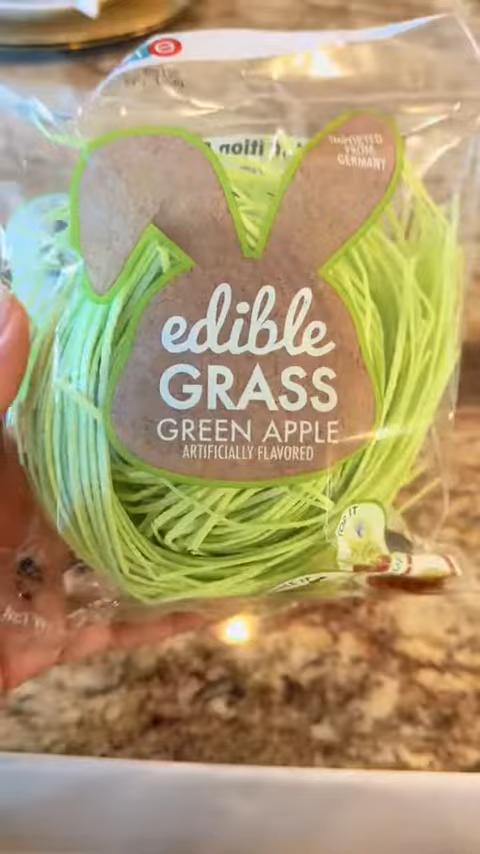 IMPORTED
FROM
GERMANY
edible
GRASS
GREEN APPLE
ARTIFICIALLY FLAVORED